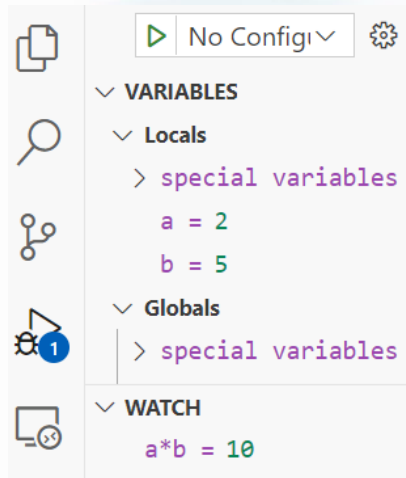 No Config
VARIABLES
Locals
special variables
a = 2
b = 5
Globals
special variables
1
WATCH
a*b = 10